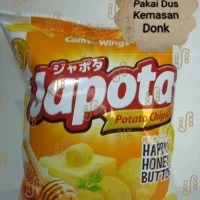 Pakai Dus
Kemasan
Donk
Calbee Wings
ジャポタ
Japota
Potato Chips
HAPPY
HONEY
BUTTER